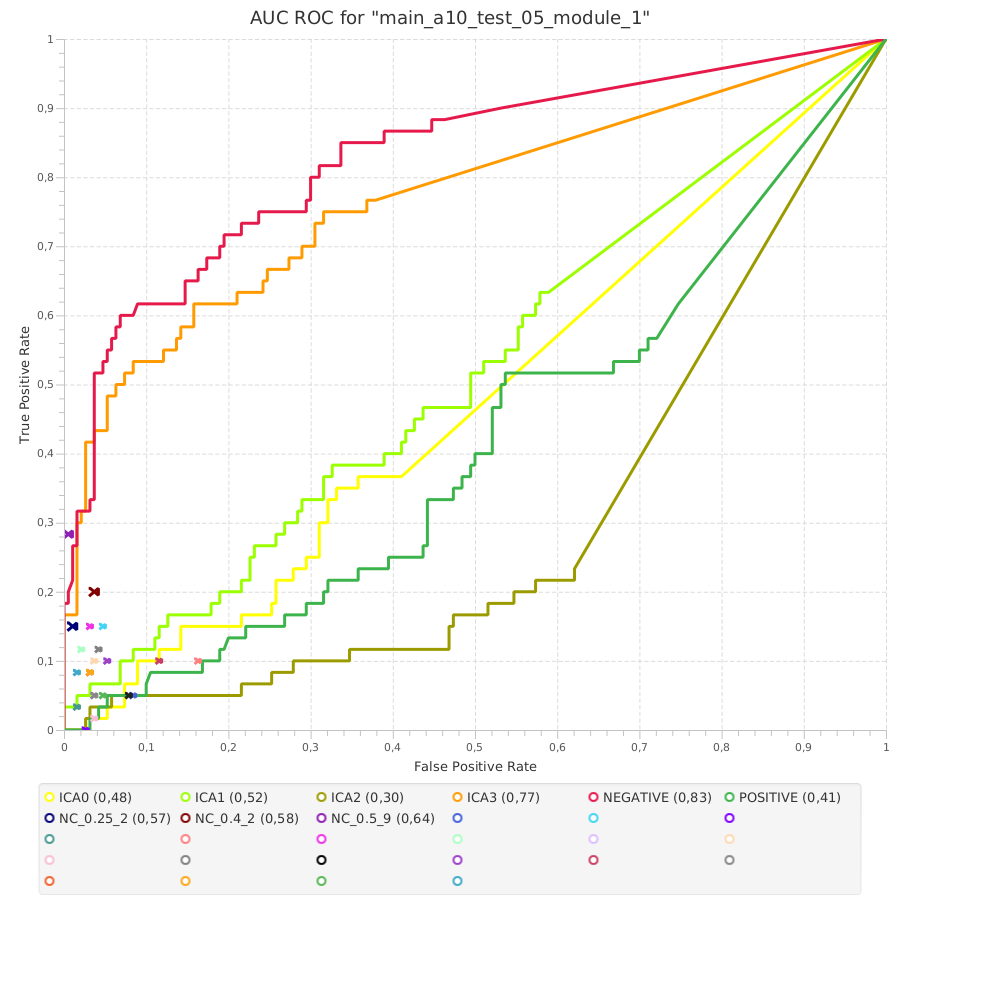 AUC ROC for "main_a10_test_05_module_1"
1
0,9
0,8
0,7
0,6
0,5
0,4
0,3
0,2
0,1
0
True Positive Rate
0 0,1 0,2 0,3 0,4 0,5 0,6 0,7 0,8 0,9 1
False Positive Rate
ICA0 (0,48) ICA1 (0,52) ICA2 (0,30) ICA3 (0,77) NEGATIVE (0,83) POSITIVE (0,41)
NC_0.25_2 (0,57) NC_0.4_2 (0,58) NC_0.5_9 (0,64)